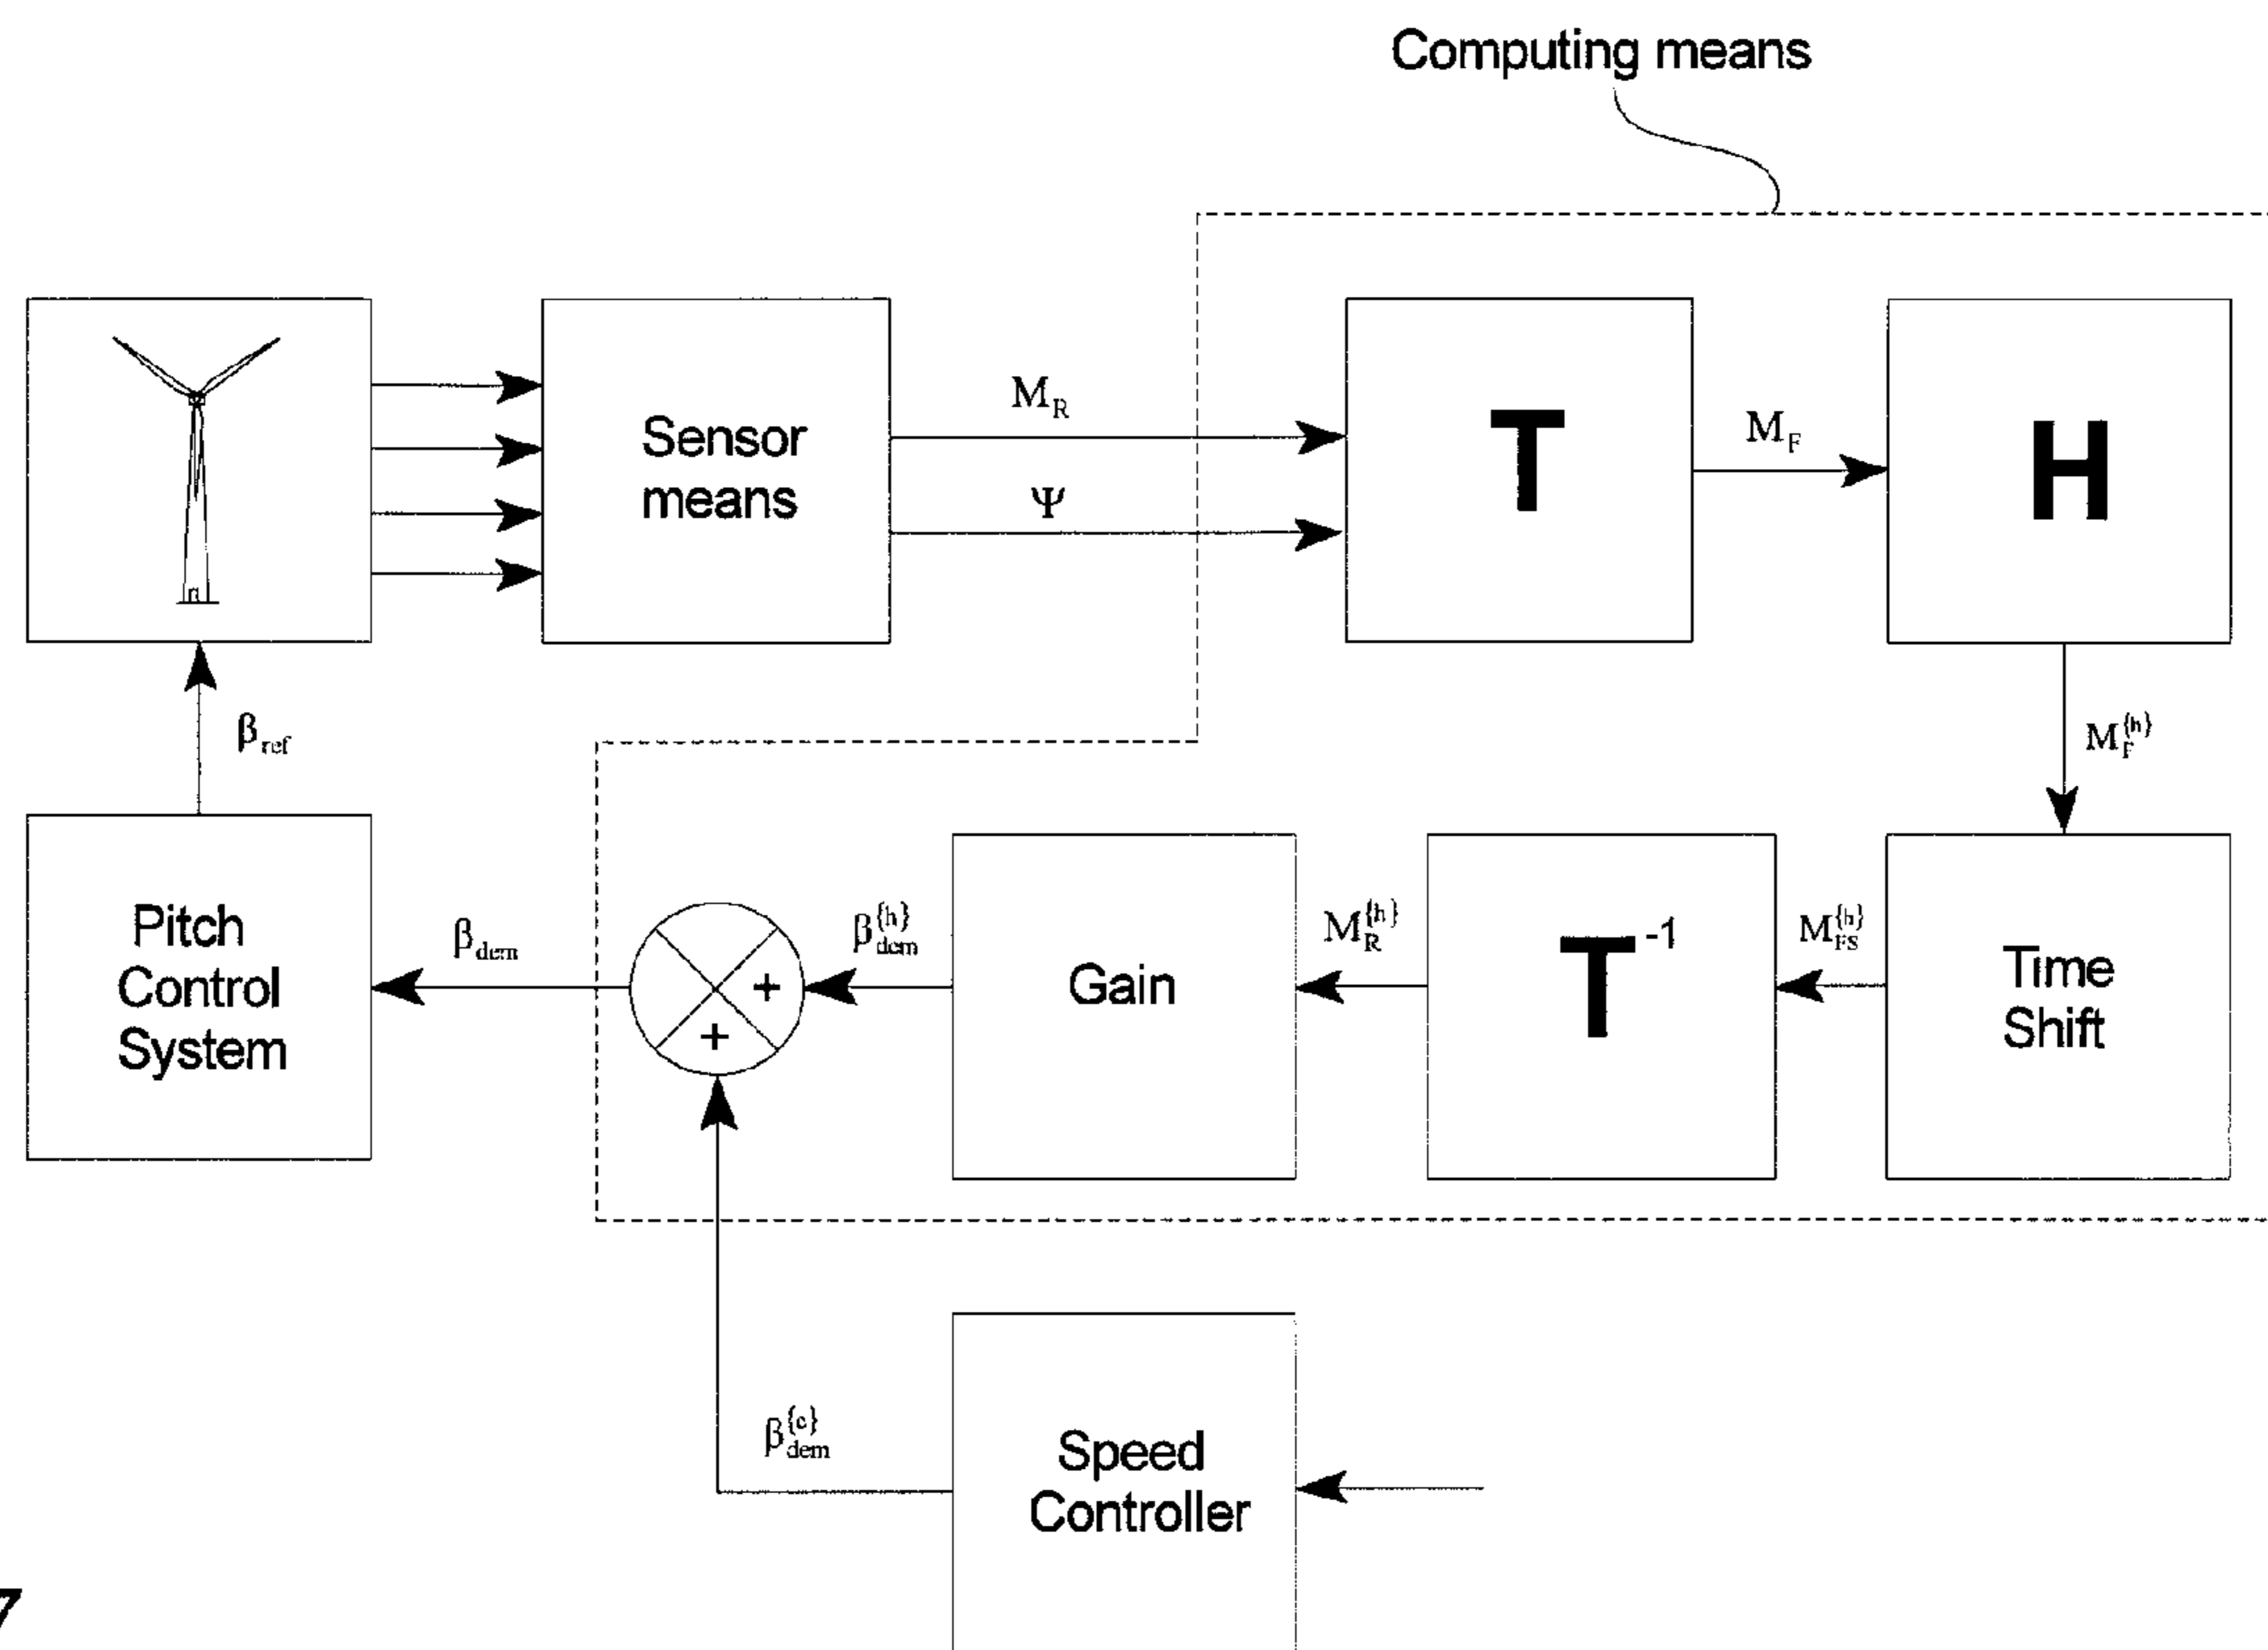 Computing means
Sensor
means
M_R
Ψ
T
M_F
H
β_ref
M_F^{h}
Pitch
Control
System
β_dem
+
+
β_dem^{h}
Gain
M_R^{h}
T^-1
M_FS^{h}
Time
Shift
β_dem^{c}
Speed
Controller
7